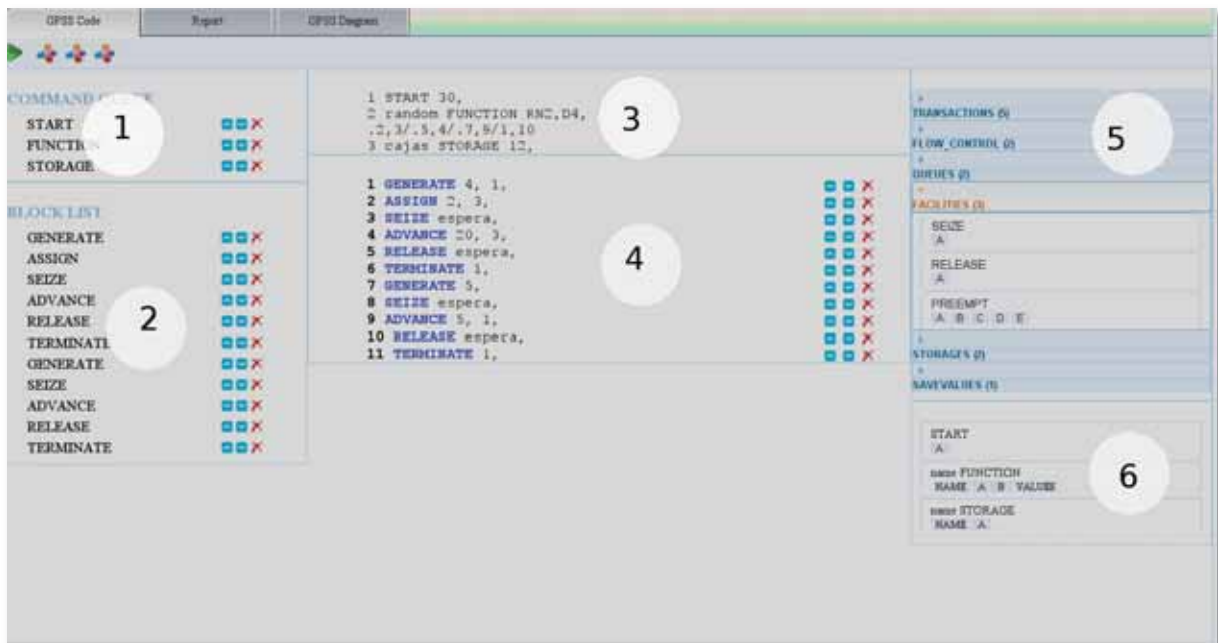 GPSS Code
Report
GPSS Diagram
COMMAND
START
FUNCTION
STORAGE
1
BLOCK LIST
GENERATE
ASSIGN
SEIZE
ADVANCE
RELEASE
TERMINATE
GENERATE
SEIZE
ADVANCE
RELEASE
TERMINATE
2
1 START 30,
2 random FUNCTION RN2,D4,
.2,3/.5,4/.7,9/1,10
3 cajas STORAGE 12,
3
1 GENERATE 4, 1,
2 ASSIGN 2, 3,
3 SEIZE espera,
4 ADVANCE 20, 3,
5 RELEASE espera,
6 TERMINATE 1,
7 GENERATE 5,
8 SEIZE espera,
9 ADVANCE 5, 1,
10 RELEASE espera,
11 TERMINATE 1,
4
TRANSACTIONS (5)
FLOW_CONTROL (2)
QUEUES (2)
FACILITIES (3)
SEIZE
A
RELEASE
A
PREEMPT
A B C D E
STORAGES (2)
SAVEVALUES (1)
5
START
A
name FUNCTION
NAME A B VALUES
name STORAGE
NAME A
6